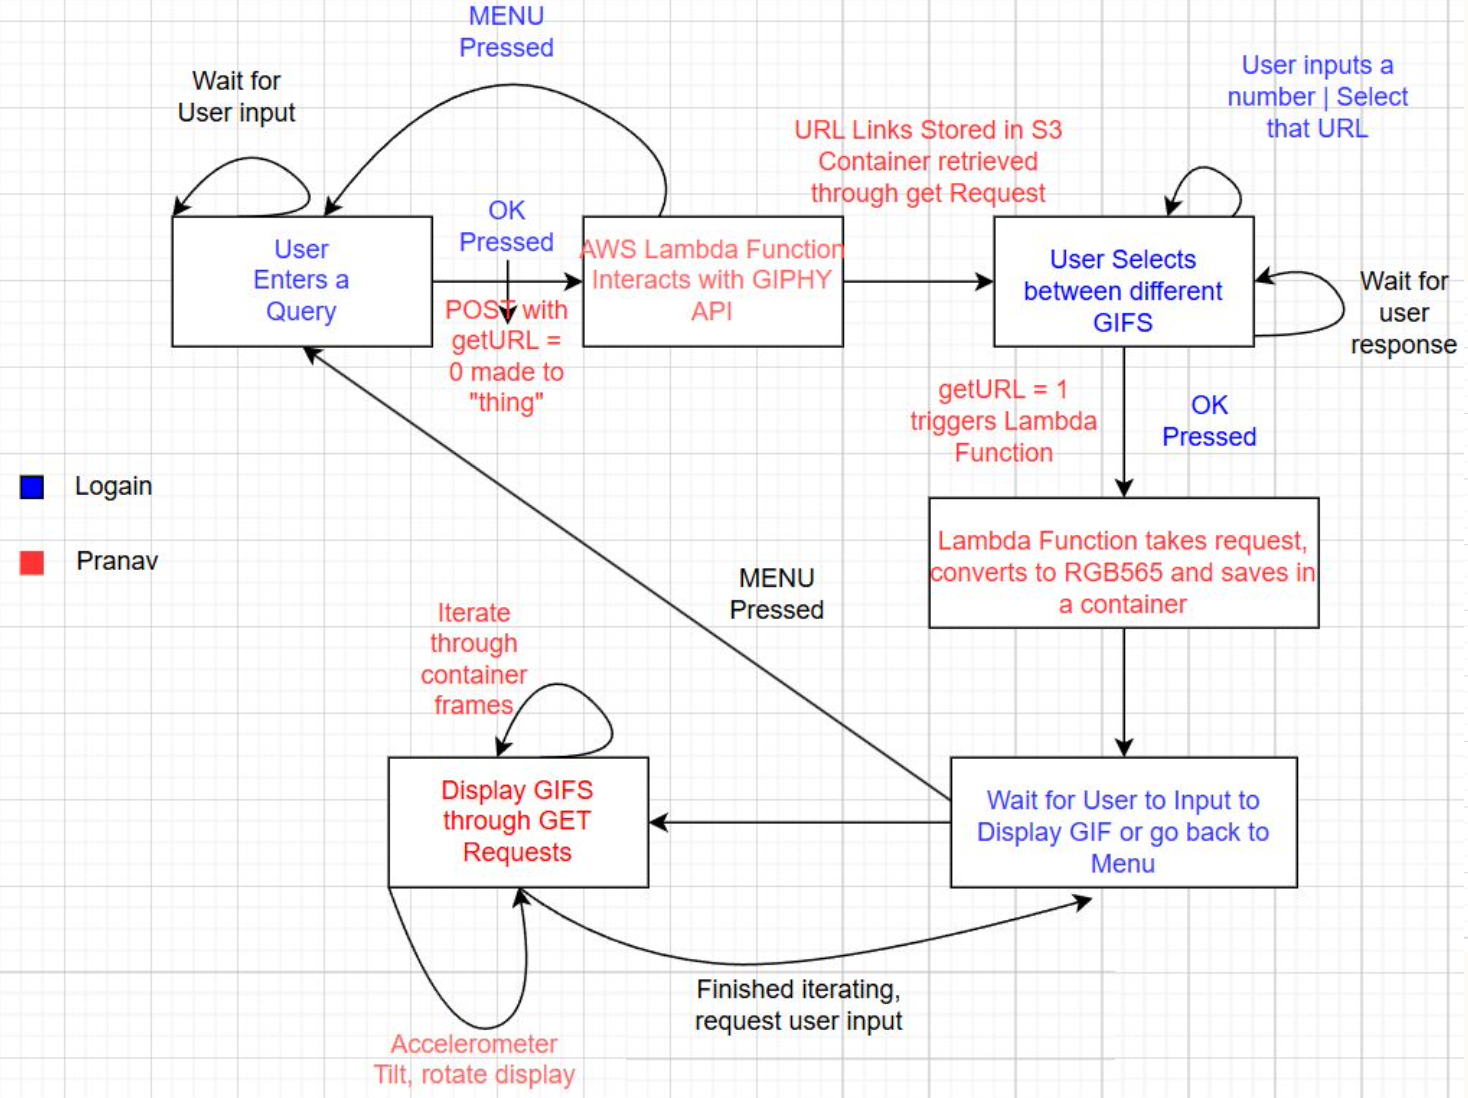 MENU
Pressed
Wait for
User input
User inputs a
number | Select
that URL
URL Links Stored in S3
Container retrieved
through get Request
OK
Pressed
User
Enters a
Query
AWS Lambda Function
Interacts with GIPHY
API
User Selects
between different
GIFS
Wait for
user
response
POST with
getURL =
0 made to
"thing"
getURL = 1
triggers Lambda
Function
OK
Pressed
Logain
Pranav
Lambda Function takes request,
converts to RGB565 and saves in
a container
MENU
Pressed
Iterate
through
container
frames
Display GIFS
through GET
Requests
Wait for User to Input to
Display GIF or go back to
Menu
Finished iterating,
request user input
Accelerometer
Tilt, rotate display